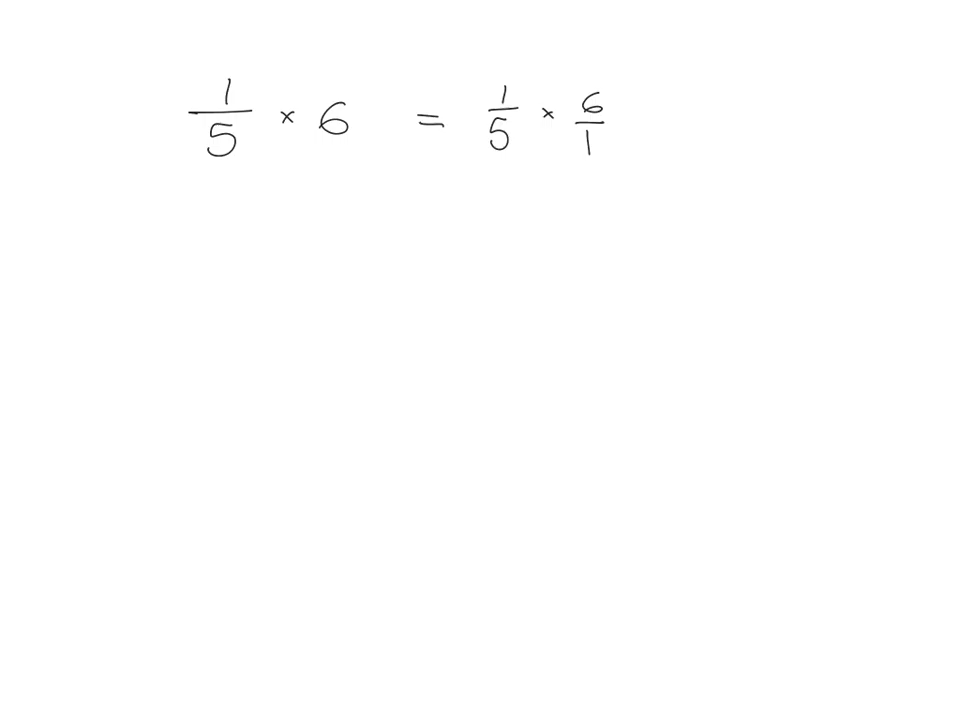 1/5 × 6 = 1/5 × 6/1